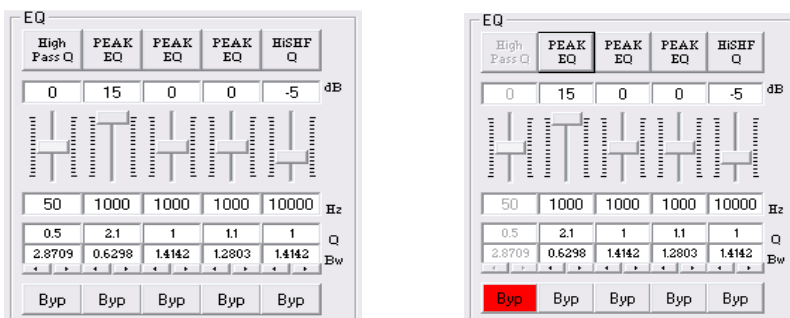 EQ
High Pass Q PEAK EQ PEAK EQ PEAK EQ HiSHF Q
0 15 0 0 -5 dB
50 1000 1000 1000 10000 Hz
0.5 2.1 1 1.1 1 Q
2.8709 0.6298 1.4142 1.2803 1.4142 Bw
Byp Byp Byp Byp Byp
EQ
High Pass Q PEAK EQ PEAK EQ PEAK EQ HiSHF Q
0 15 0 0 -5 dB
50 1000 1000 1000 10000 Hz
0.5 2.1 1 1.1 1 Q
2.8709 0.6298 1.4142 1.2803 1.4142 Bw
Byp Byp Byp Byp Byp